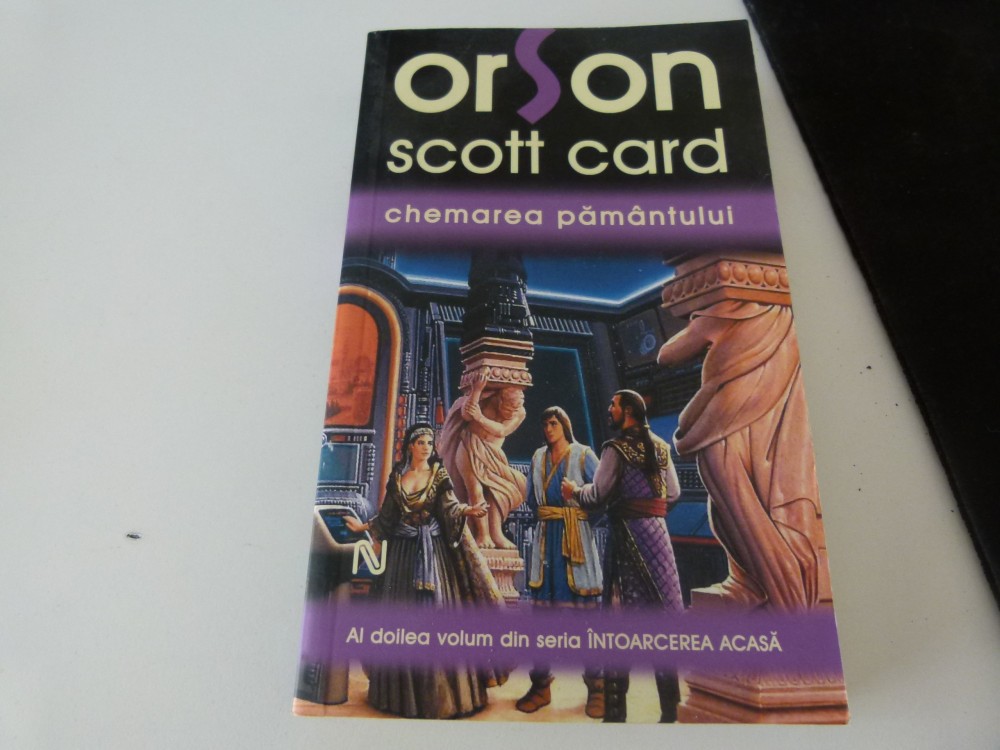 orson
scott card
chemarea pământului
N
Al doilea volum din seria ÎNTOARCEREA ACASĂ